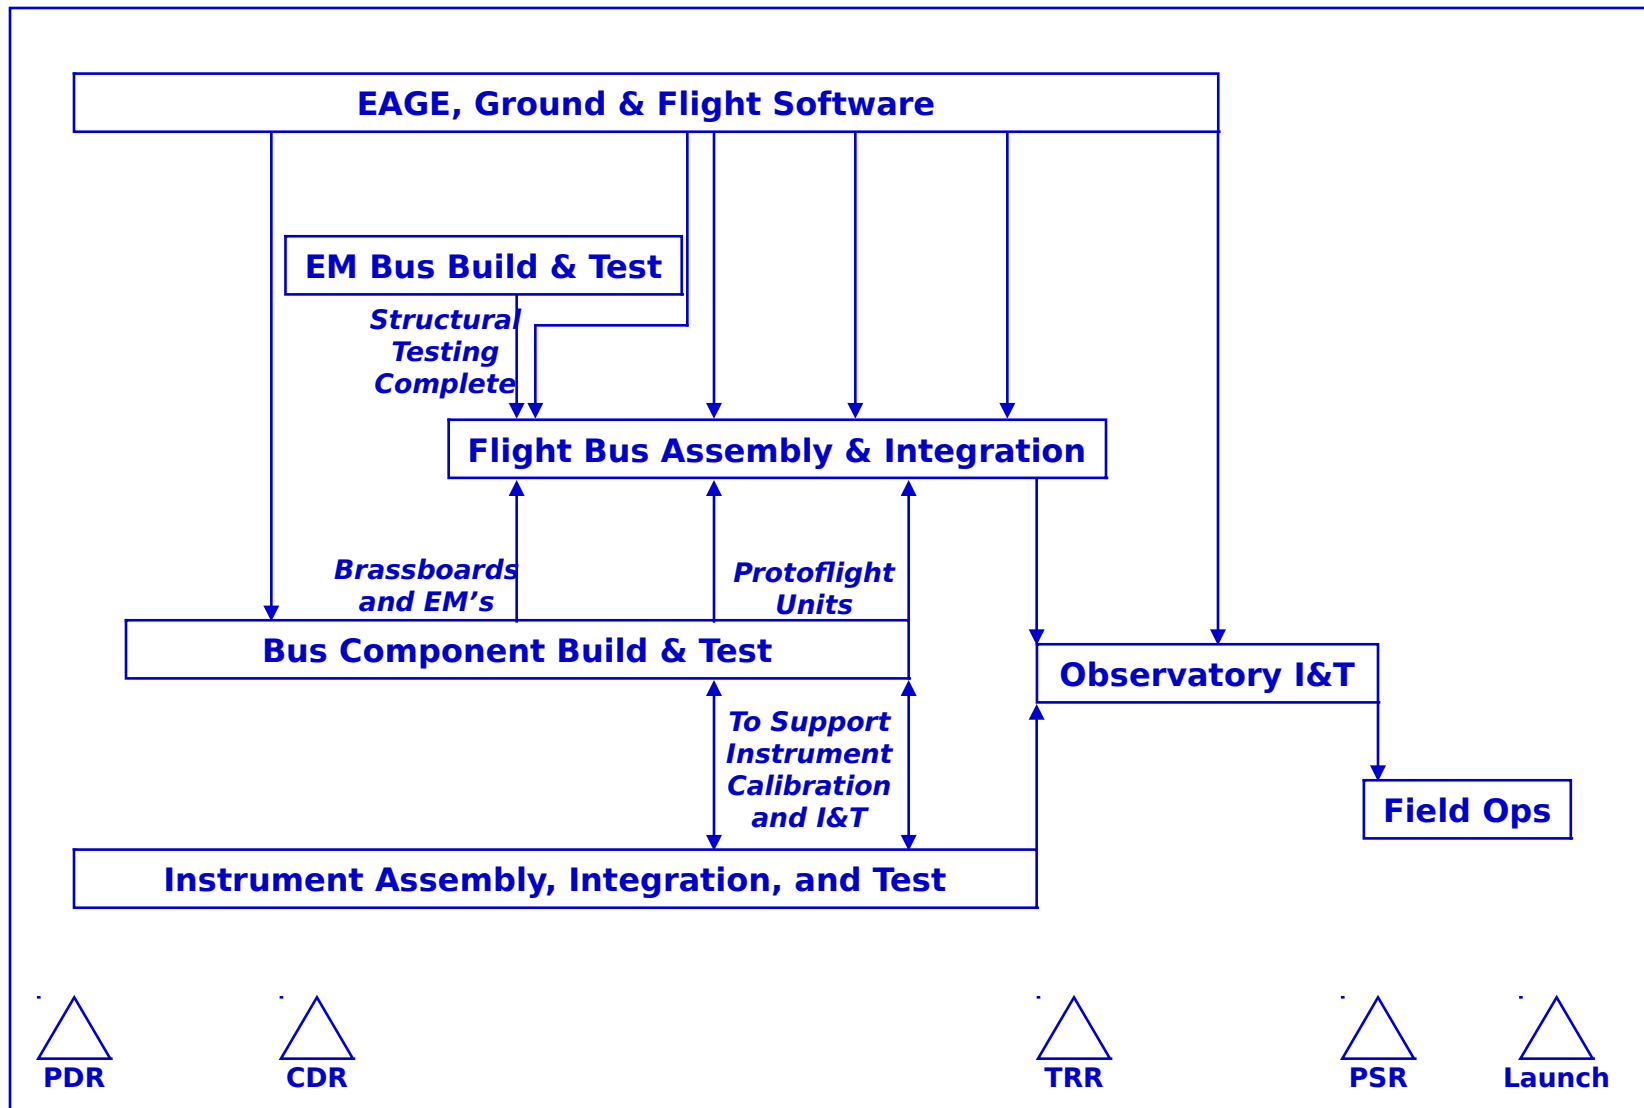 EAGE, Ground & Flight Software
EM Bus Build & Test
Structural
Testing
Complete
Flight Bus Assembly & Integration
Brassboards
and EM’s
Protoflight
Units
Bus Component Build & Test
Observatory I&T
To Support
Instrument
Calibration
and I&T
Field Ops
Instrument Assembly, Integration, and Test
PDR
CDR
TRR
PSR
Launch